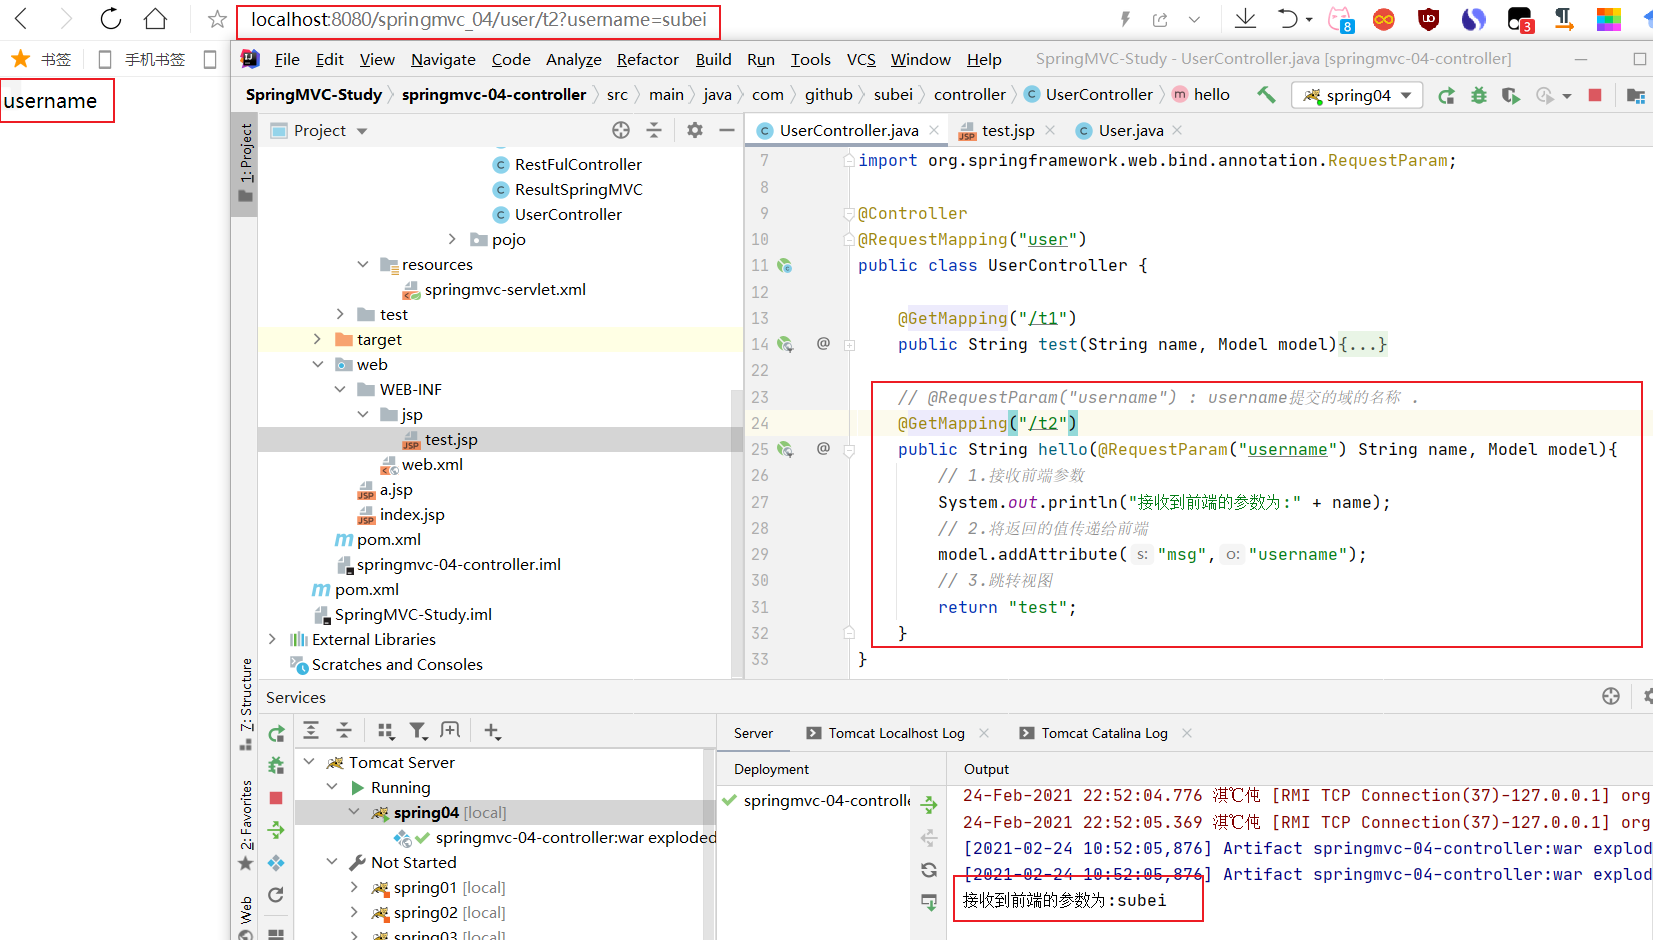 localhost:8080/springmvc_04/user/t2?username=subei
8
3
书签
手机书签
username
File Edit View Navigate Code Analyze Refactor Build Run Tools VCS Window Help SpringMVC-Study - UserController.java [springmvc-04-controller]
SpringMVC-Study springmvc-04-controller src main java com github subei controller UserController hello spring04
Project
UserController.java test.jsp User.java
1: Project
RestFulController
ResultSpringMVC
UserController
pojo
resources
springmvc-servlet.xml
test
target
web
WEB-INF
jsp
test.jsp
web.xml
a.jsp
index.jsp
pom.xml
springmvc-04-controller.iml
pom.xml
SpringMVC-Study.iml
External Libraries
Scratches and Consoles
7 import org.springframework.web.bind.annotation.RequestParam;
8
9 @Controller
10 @RequestMapping("user")
11 public class UserController {
12
13 @GetMapping("/t1")
14 @ public String test(String name, Model model){...}
22
23 // @RequestParam("username") : username提交的域的名称 .
24 @GetMapping("/t2")
25 @ public String hello(@RequestParam("username") String name, Model model){
26 // 1.接收前端参数
27 System.out.println("接收到前端的参数为:" + name);
28 // 2.将返回的值传递给前端
29 model.addAttribute( s: "msg", o: "username");
30 // 3.跳转视图
31 return "test";
32 }
33 }
7: Structure
2: Favorites
Web
Services
Tomcat Server
Running
spring04 [local]
springmvc-04-controller:war exploded
Not Started
spring01 [local]
spring02 [local]
spring03 [local]
Server Tomcat Localhost Log Tomcat Catalina Log
Deployment
springmvc-04-controlle
Output
24-Feb-2021 22:52:04.776 淇℃伅 [RMI TCP Connection(37)-127.0.0.1] org
24-Feb-2021 22:52:05.369 淇℃伅 [RMI TCP Connection(37)-127.0.0.1] org
[2021-02-24 10:52:05,876] Artifact springmvc-04-controller:war explod
[2021-02-24 10:52:05,876] Artifact springmvc-04-controller:war explod
接收到前端的参数为:subei